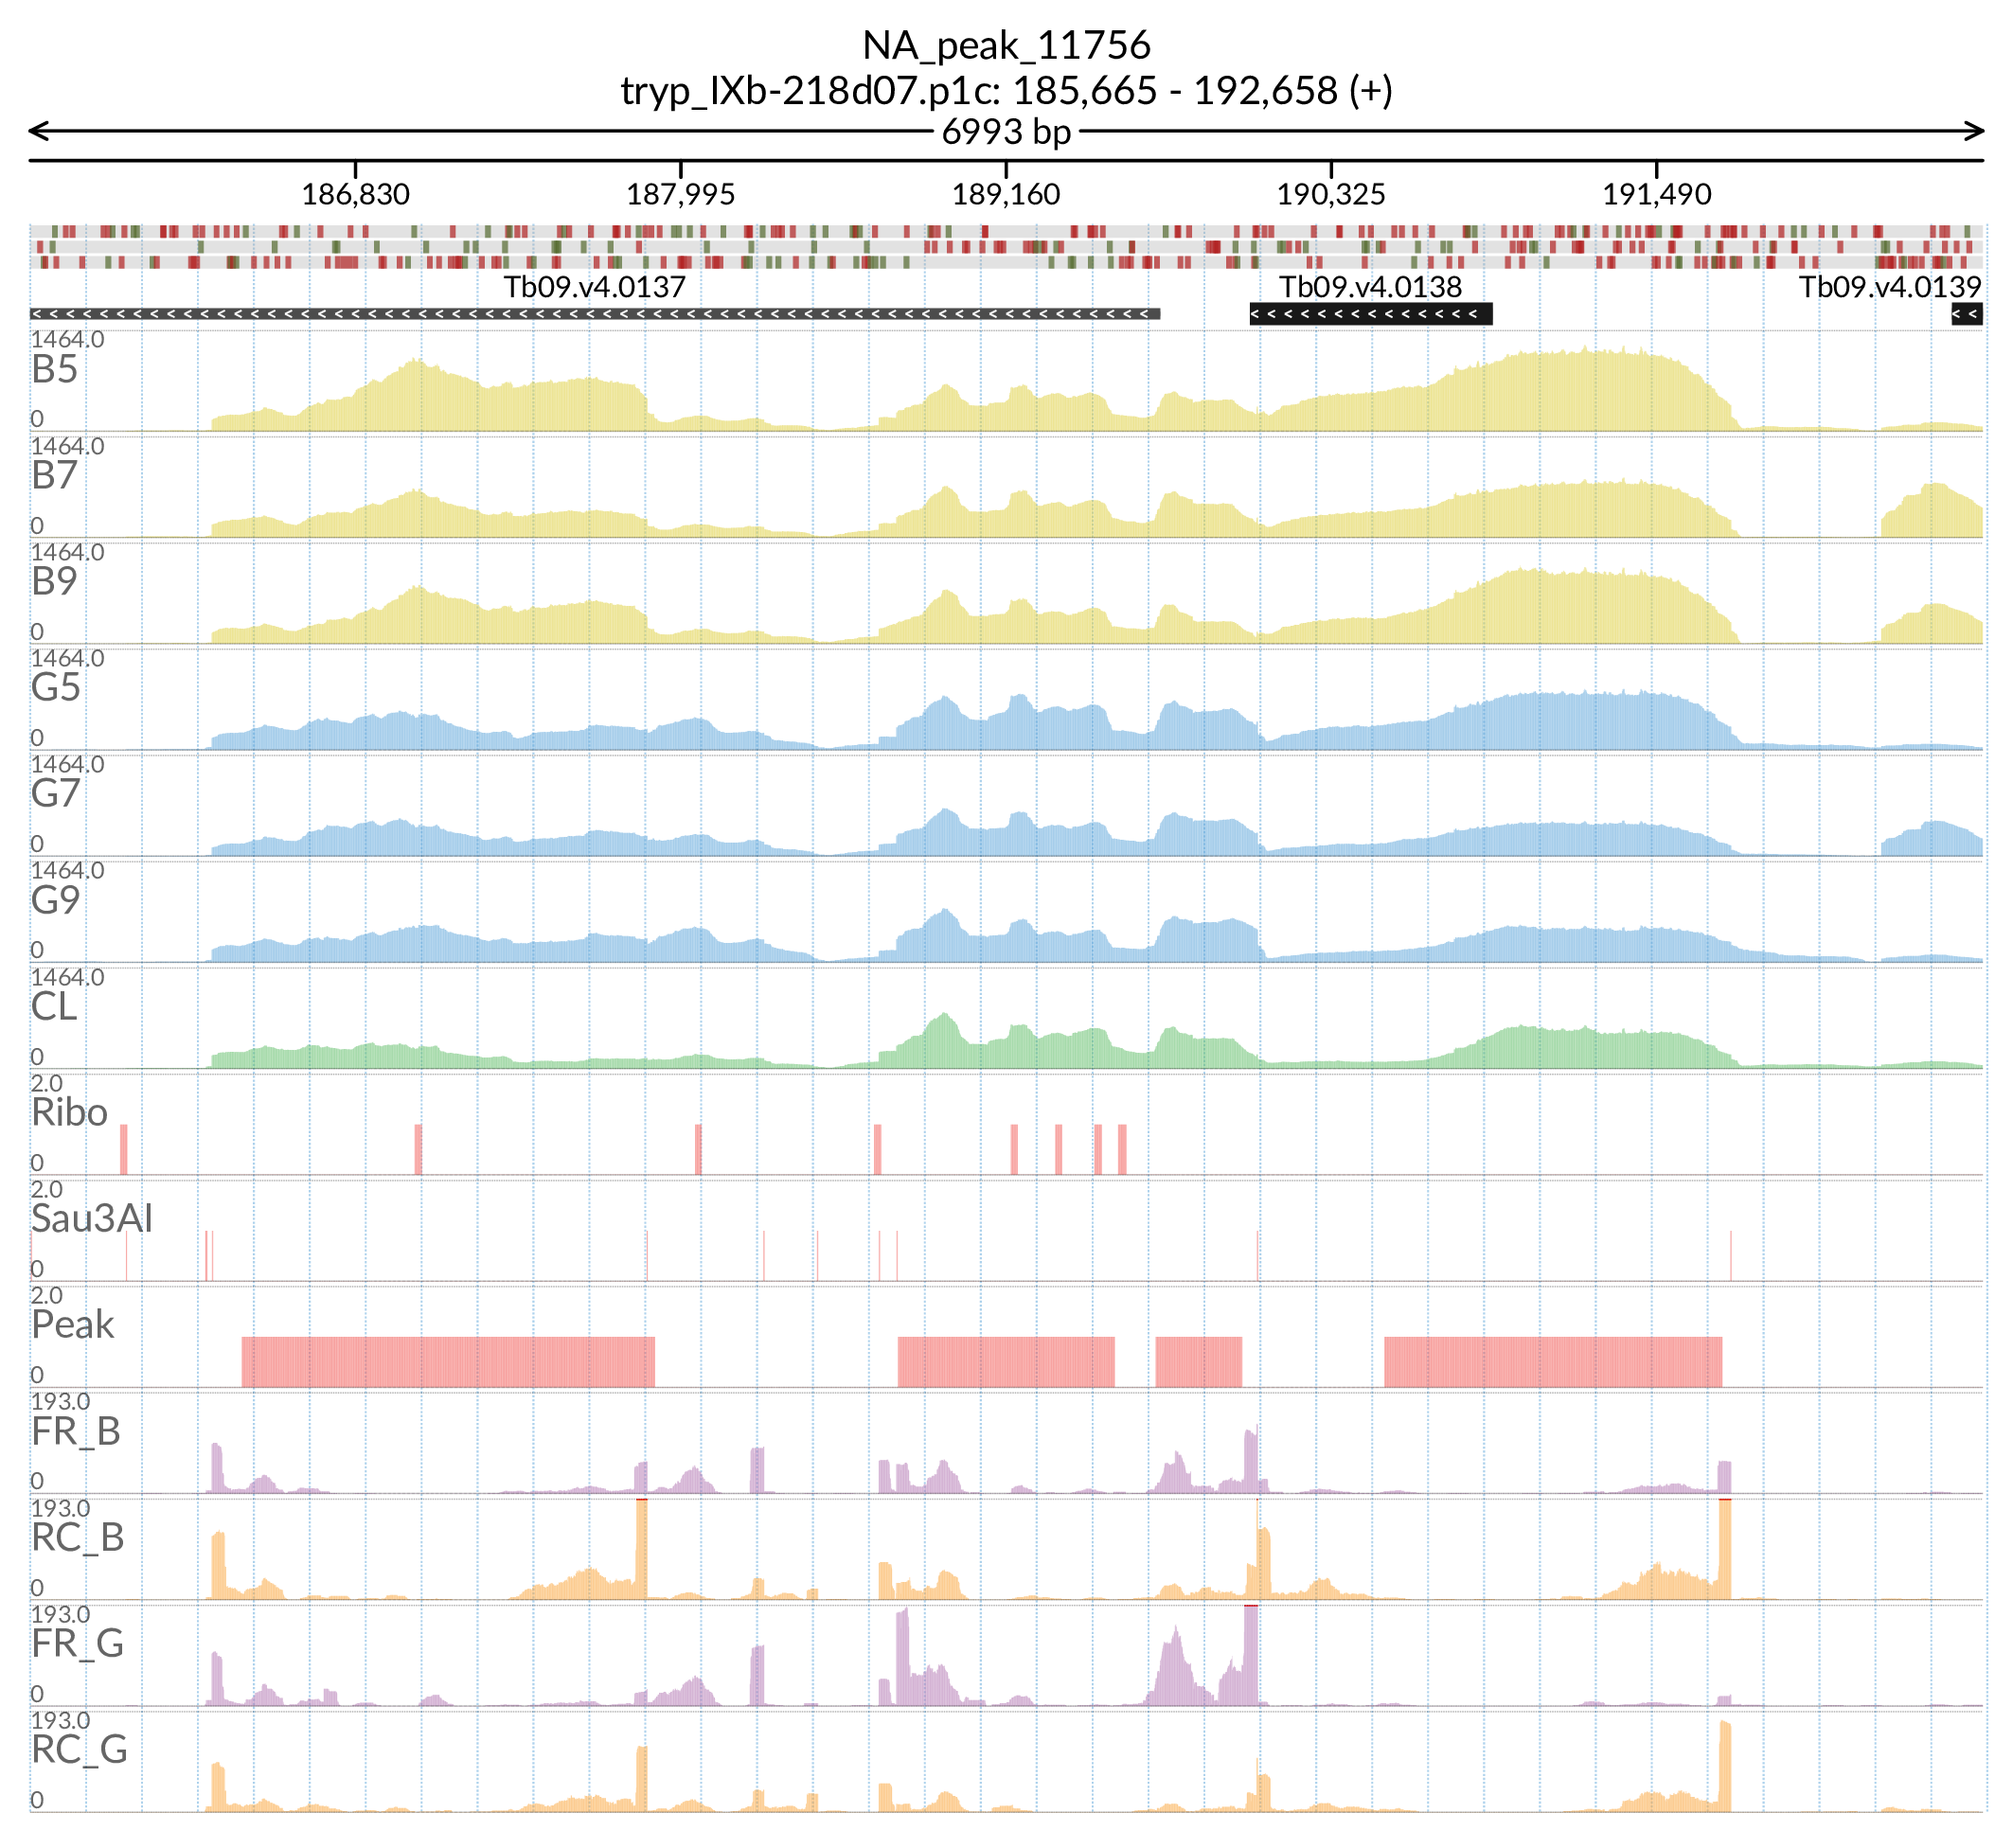 NA_peak_11756
tryp_IXb-218d07.p1c: 185,665 - 192,658 (+)
6993 bp
186,830 187,995 189,160 190,325 191,490
Tb09.v4.0137 Tb09.v4.0138 Tb09.v4.0139
1464.0
B5
0
1464.0
B7
0
1464.0
B9
0
1464.0
G5
0
1464.0
G7
0
1464.0
G9
0
1464.0
CL
0
2.0
Ribo
0
2.0
Sau3AI
0
2.0
Peak
0
193.0
FR_B
0
193.0
RC_B
0
193.0
FR_G
0
193.0
RC_G
0